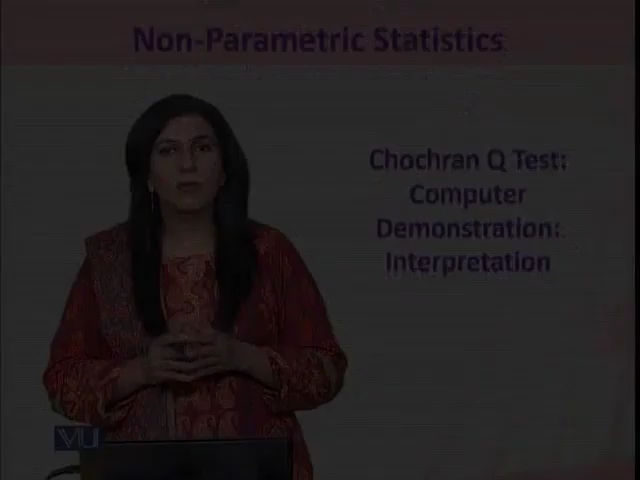 Non-Parametric Statistics
Chochran Q Test:
Computer
Demonstration:
Interpretation
VU